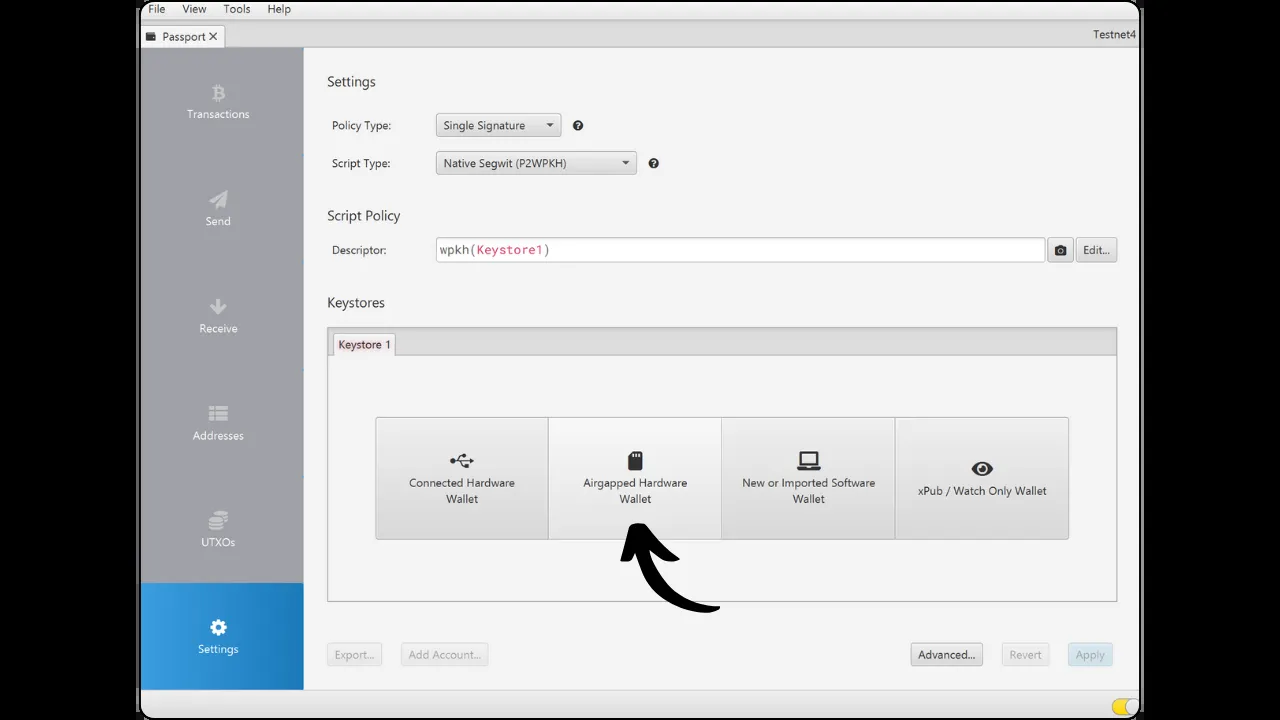 File View Tools Help
Passport
Testnet4
Transactions
Send
Receive
Addresses
UTXOs
Settings
Settings
Policy Type: Single Signature
Script Type: Native Segwit (P2WPKH)
Script Policy
Descriptor: wpkh(Keystore1) Edit...
Keystores
Keystore 1
Connected Hardware
Wallet
Airgapped Hardware
Wallet
New or Imported Software
Wallet
xPub / Watch Only Wallet
Export... Add Account... Advanced... Revert Apply